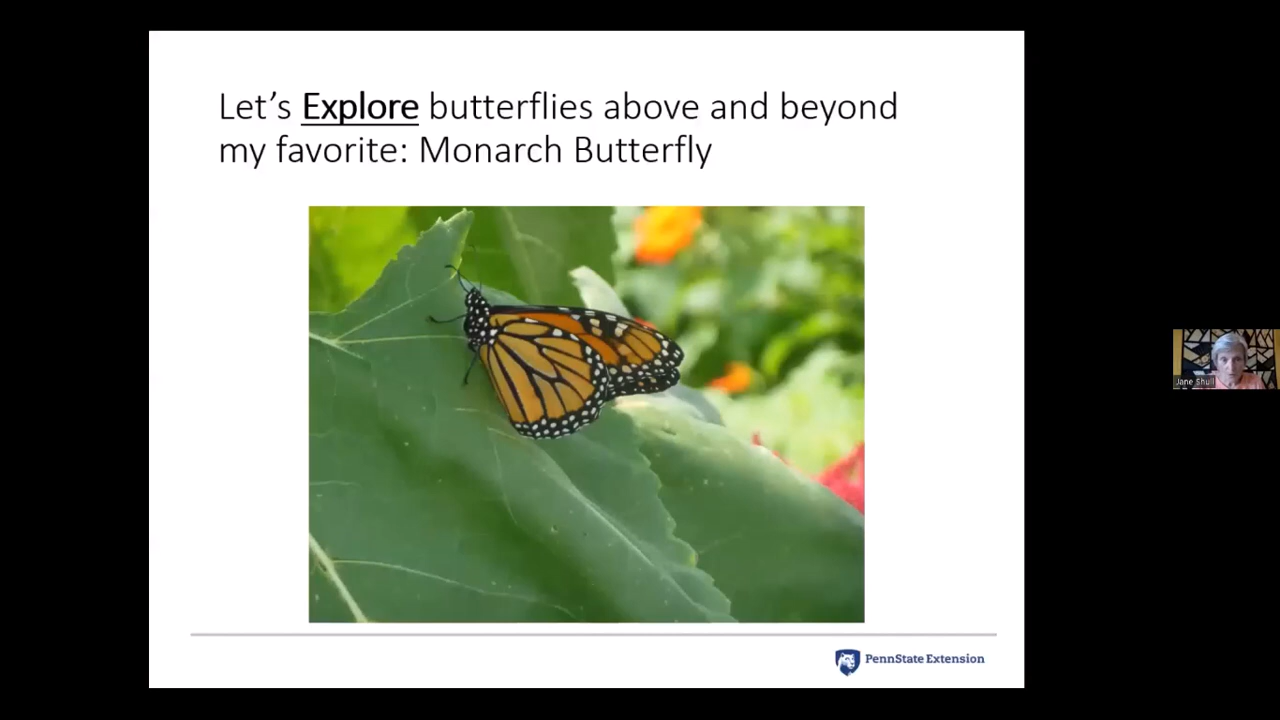 Let’s Explore butterflies above and beyond
my favorite: Monarch Butterfly
Jane Shull
PennState Extension